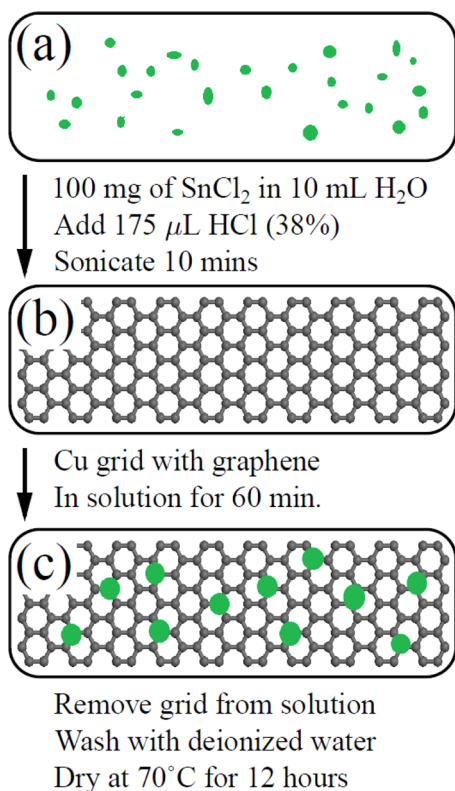 (a)
100 mg of SnCl₂ in 10 mL H₂O
Add 175 μL HCl (38%)
Sonicate 10 mins
(b)
Cu grid with graphene
In solution for 60 min.
(c)
Remove grid from solution
Wash with deionized water
Dry at 70°C for 12 hours